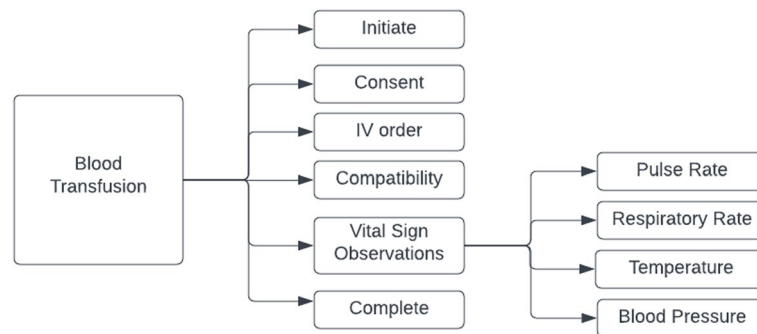 Blood
Transfusion
Initiate
Consent
IV order
Compatibility
Vital Sign
Observations
Complete
Pulse Rate
Respiratory Rate
Temperature
Blood Pressure